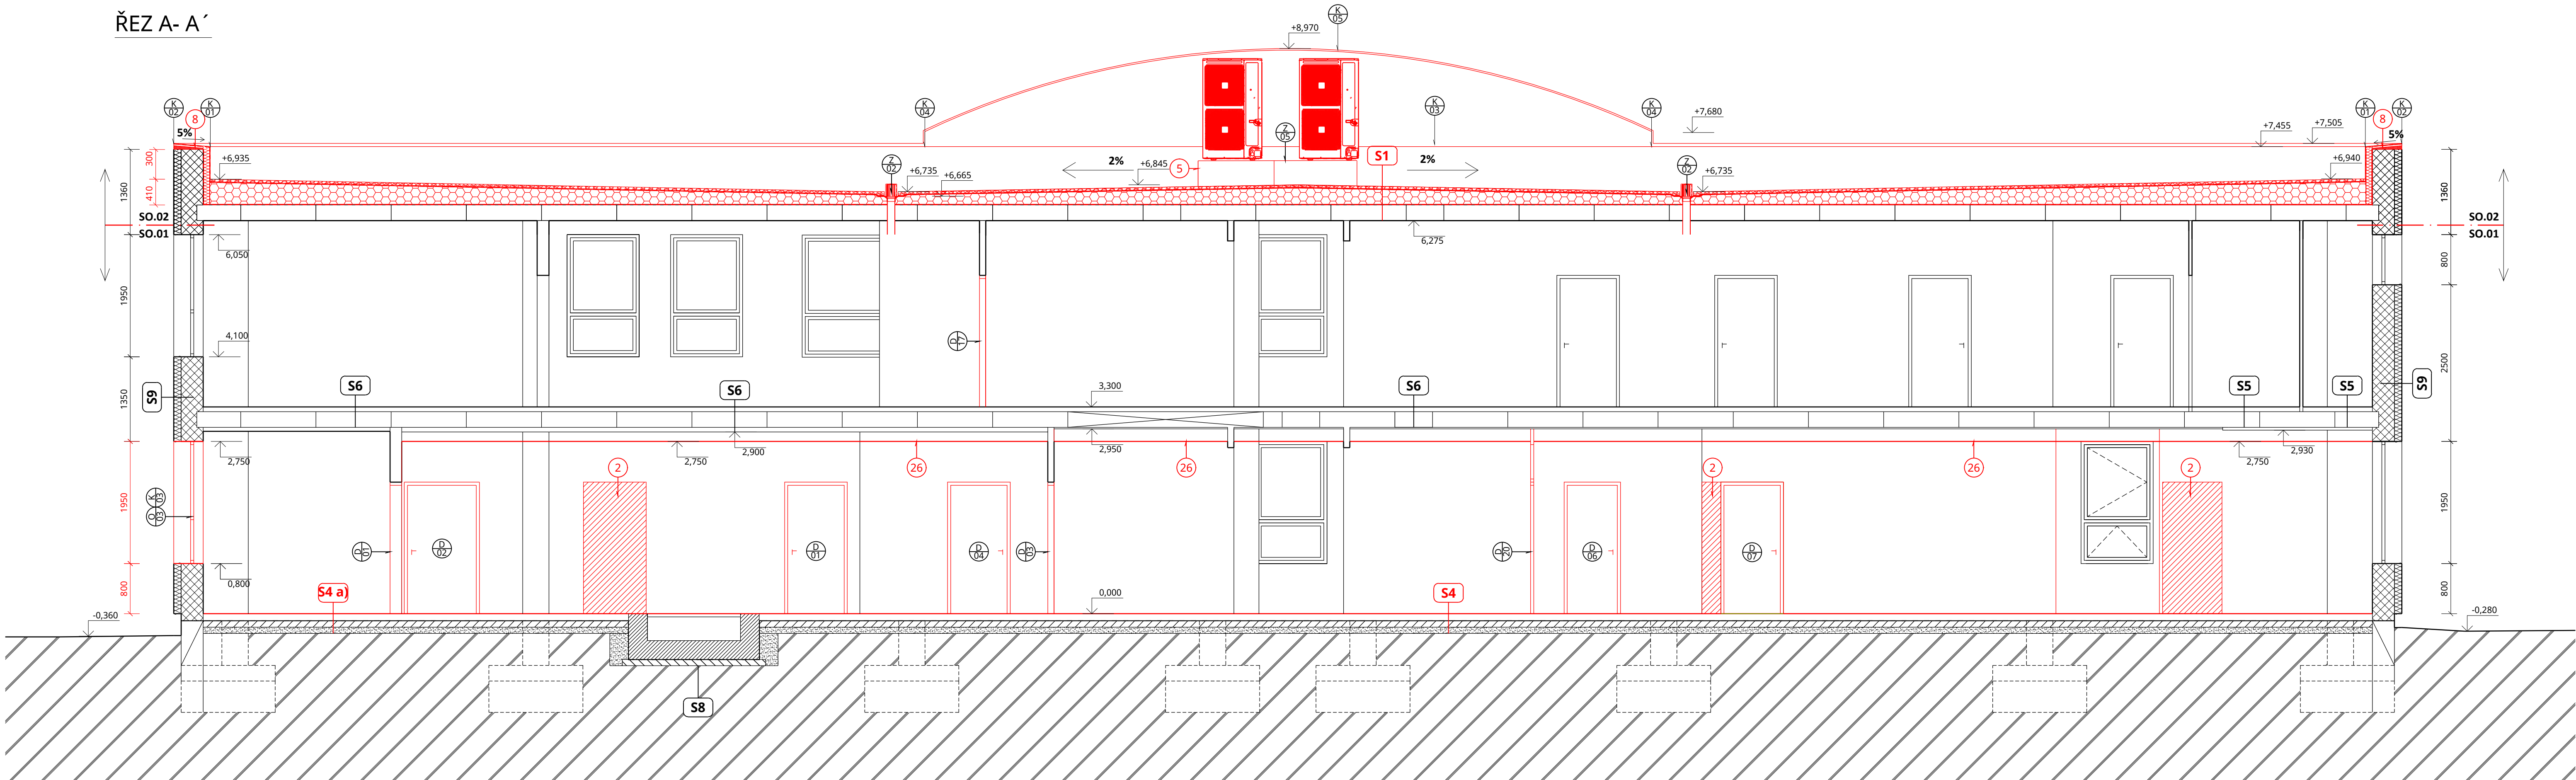 ŘEZ A- A´
K
05
+8,970
K
02
K
01
8
K
04
K
03
K
04
+7,680
K
01
K
02
8
5%
+7,455
+7,505
5%
Z
05
300
+6,935
Z
02
+6,735
+6,665
2%
+6,845
5
S1
2%
Z
02
+6,735
+6,940
1360
410
1360
SO.02
SO.01
SO.02
SO.01
6,050
6,275
800
1950
4,100
D
17
2500
S9
1350
S6
S6
3,300
S6
S5
S5
S9
2,750
2,750
2,900
2,950
2,750
2,930
2
26
26
2
26
2
K
03
O
03
1950
1950
D
01
D
02
D
01
D
04
D
03
D
20
D
06
D
07
800
0,800
S4 a)
0,000
S4
800
-0,360
-0,280
S8